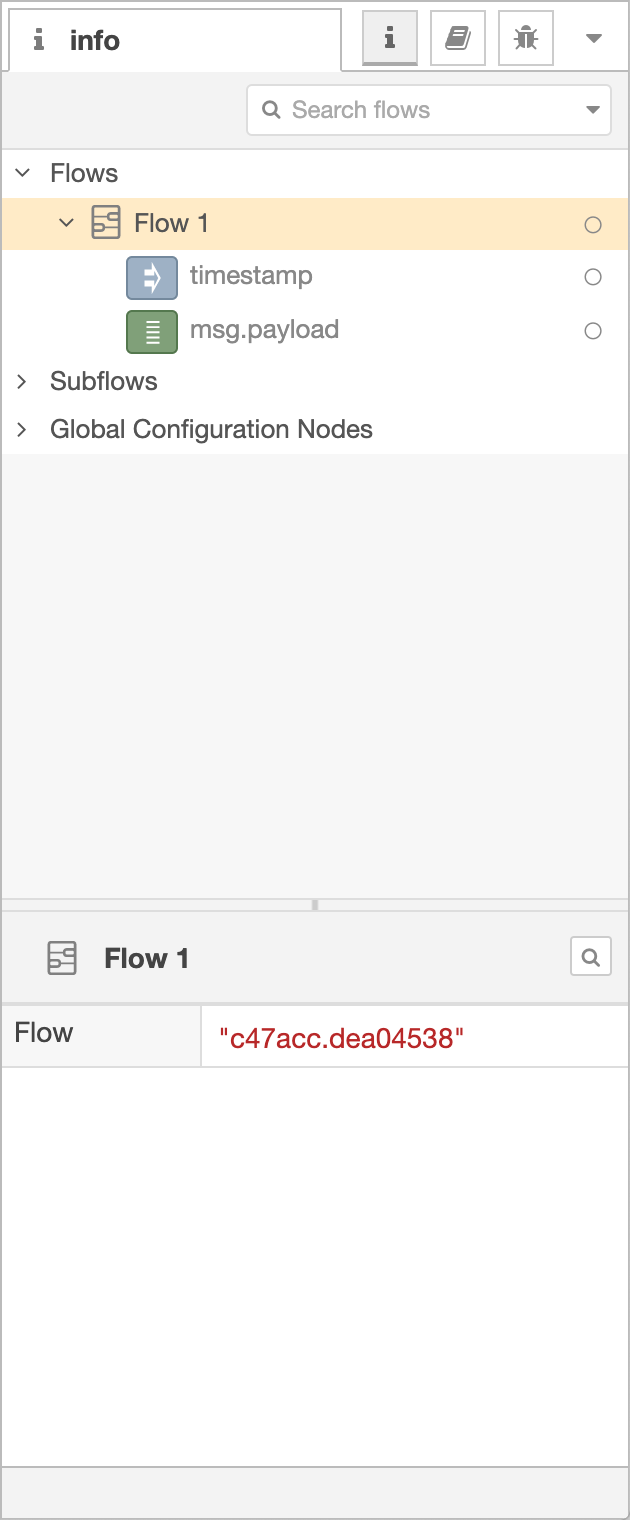 info
Search flows
Flows
Flow 1
timestamp
msg.payload
Subflows
Global Configuration Nodes
Flow 1
Flow "c47acc.dea04538"